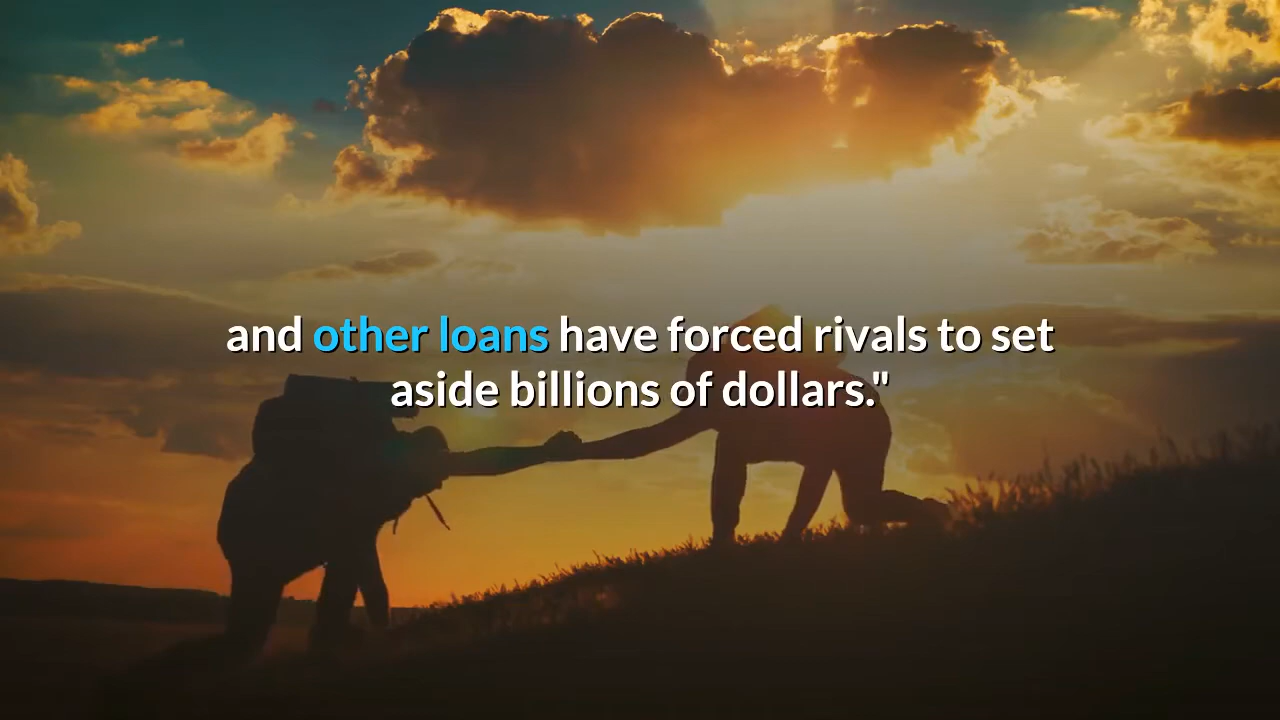 and other loans have forced rivals to set
aside billions of dollars."